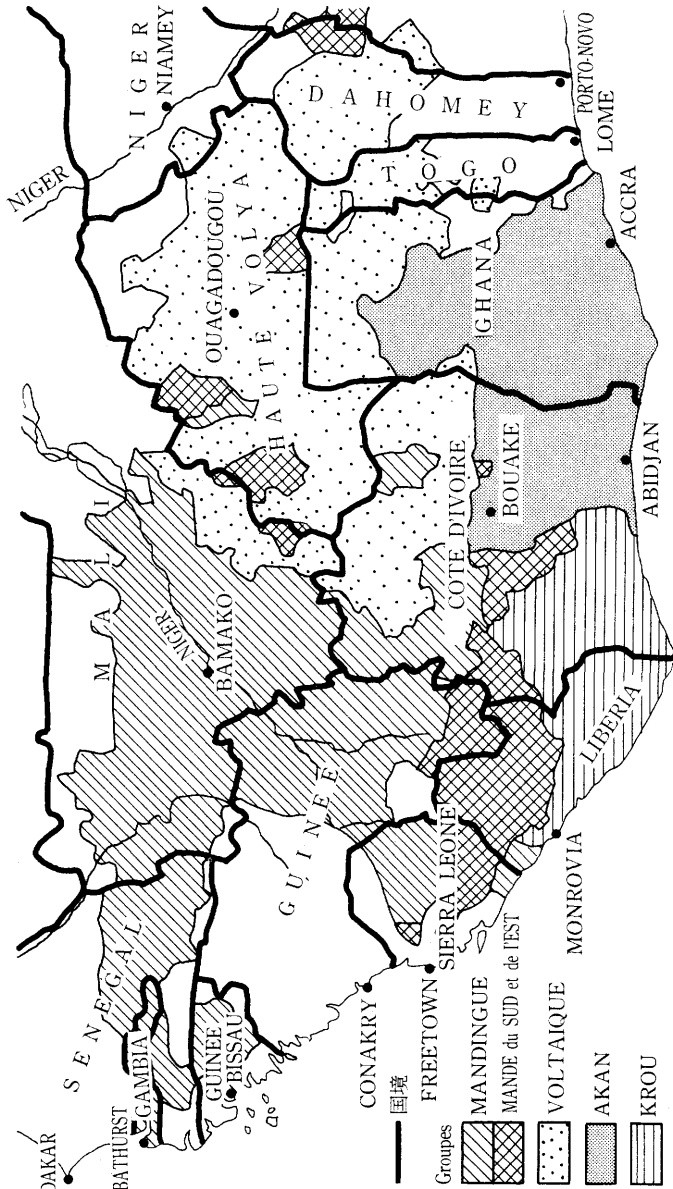 DAKAR
SENEGAL
BATHURST
GAMBIA
GUINEE
BISSAU
MALI
NIGER
BAMAKO
GUINEE
NIGER
NIGER
NIAMEY
OUAGADOUGOU
HAUTE VOLYA
DAHOMEY
TOGO
GHANA
COTE D'IVOIRE
BOUAKE
SIERRA LEONE
LIBERIA
PORTO-NOVO
LOME
ACCRA
ABIDJAN
MONROVIA
FREETOWN
CONAKRY
国境
Groupes
MANDINGUE
MANDE du SUD et de l'EST
VOLTAIQUE
AKAN
KROU